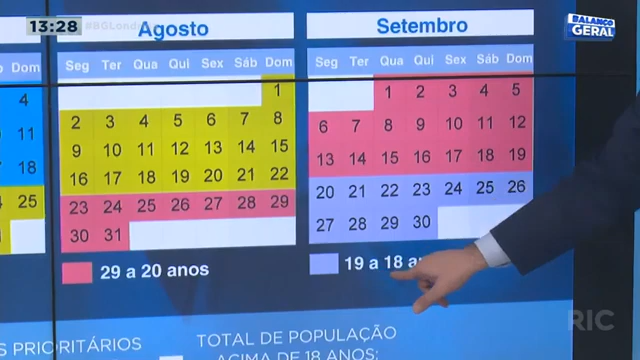 13:28
#BGLondrina
BALANÇO
GERAL
Agosto
Seg Ter Qua Qui Sex Sáb Dom
1
2 3 4 5 6 7 8
9 10 11 12 13 14 15
16 17 18 19 20 21 22
23 24 25 26 27 28 29
30 31
29 a 20 anos
Setembro
Seg Ter Qua Qui Sex Sáb Dom
1 2 3 4 5
6 7 8 9 10 11 12
13 14 15 16 17 18 19
20 21 22 23 24 25 26
27 28 29 30
19 a 18
Dom
4
10 11
17 18
25
PRIORITÁRIOS
TOTAL DE POPULAÇÃO
ACIMA DE 18 ANOS:
RIC